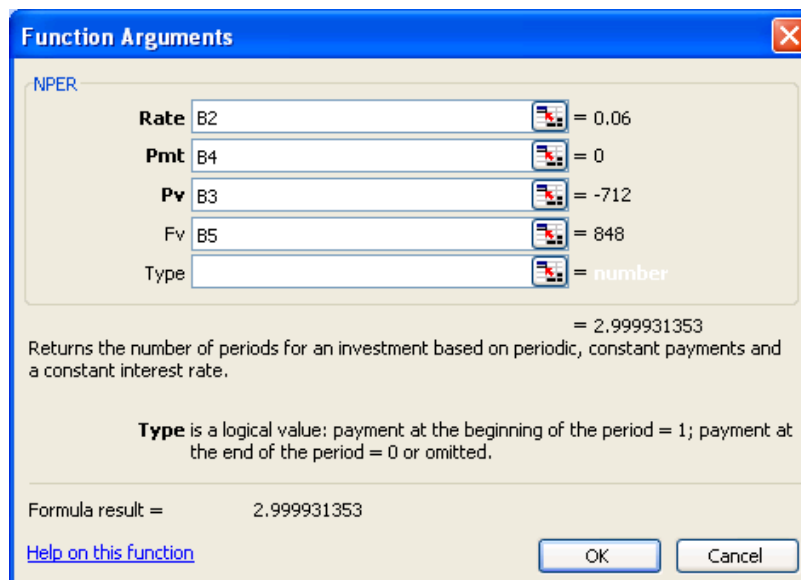 Function Arguments
NPER
Rate B2 = 0.06
Pmt B4 = 0
Pv B3 = -712
Fv B5 = 848
Type = number
= 2.999931353
Returns the number of periods for an investment based on periodic, constant payments and
a constant interest rate.
Type is a logical value: payment at the beginning of the period = 1; payment at
the end of the period = 0 or omitted.
Formula result = 2.999931353
Help on this function OK Cancel